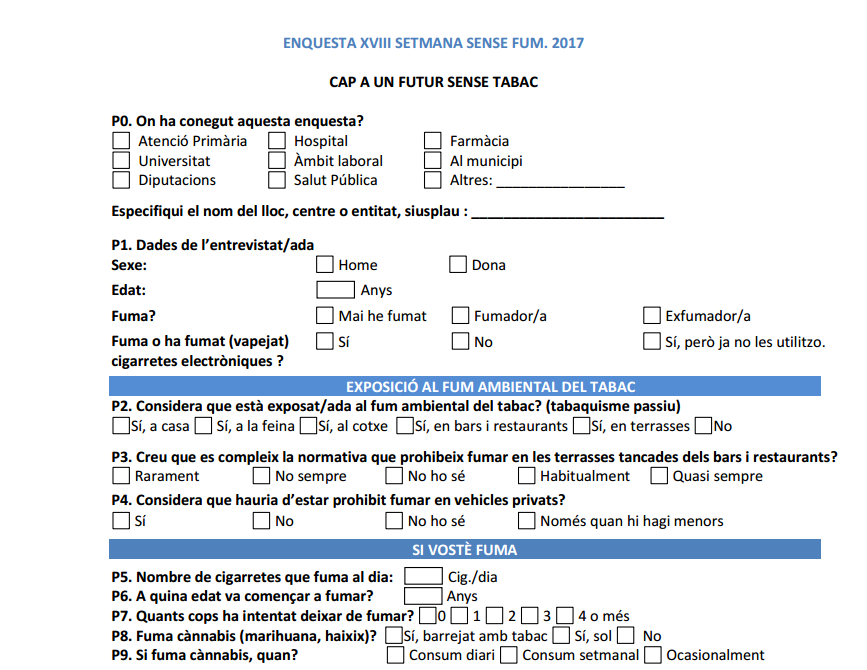 ENQUESTA XVIII SETMANA SENSE FUM. 2017
CAP A UN FUTUR SENSE TABAC
P0. On ha conegut aquesta enquesta?
Atenció Primària Hospital Farmàcia
Universitat Àmbit laboral Al municipi
Diputacions Salut Pública Altres: ________________
Especifiqui el nom del lloc, centre o entitat, siusplau : ________________________
P1. Dades de l’entrevistat/ada
Sexe: Home Dona
Edat: Anys
Fuma? Mai he fumat Fumador/a Exfumador/a
Fuma o ha fumat (vapejat) Sí No Sí, però ja no les utilitzo.
cigarretes electròniques ?
EXPOSICIÓ AL FUM AMBIENTAL DEL TABAC
P2. Considera que està exposat/ada al fum ambiental del tabac? (tabaquisme passiu)
Sí, a casa Sí, a la feina Sí, al cotxe Sí, en bars i restaurants Sí, en terrasses No
P3. Creu que es compleix la normativa que prohibeix fumar en les terrasses tancades dels bars i restaurants?
Rarament No sempre No ho sé Habitualment Quasi sempre
P4. Considera que hauria d’estar prohibit fumar en vehicles privats?
Sí No No ho sé Només quan hi hagi menors
SI VOSTÈ FUMA
P5. Nombre de cigarretes que fuma al dia: Cig./dia
P6. A quina edat va començar a fumar? Anys
P7. Quants cops ha intentat deixar de fumar? 0 1 2 3 4 o més
P8. Fuma cànnabis (marihuana, haixix)? Sí, barrejat amb tabac Sí, sol No
P9. Si fuma cànnabis, quan? Consum diari Consum setmanal Ocasionalment